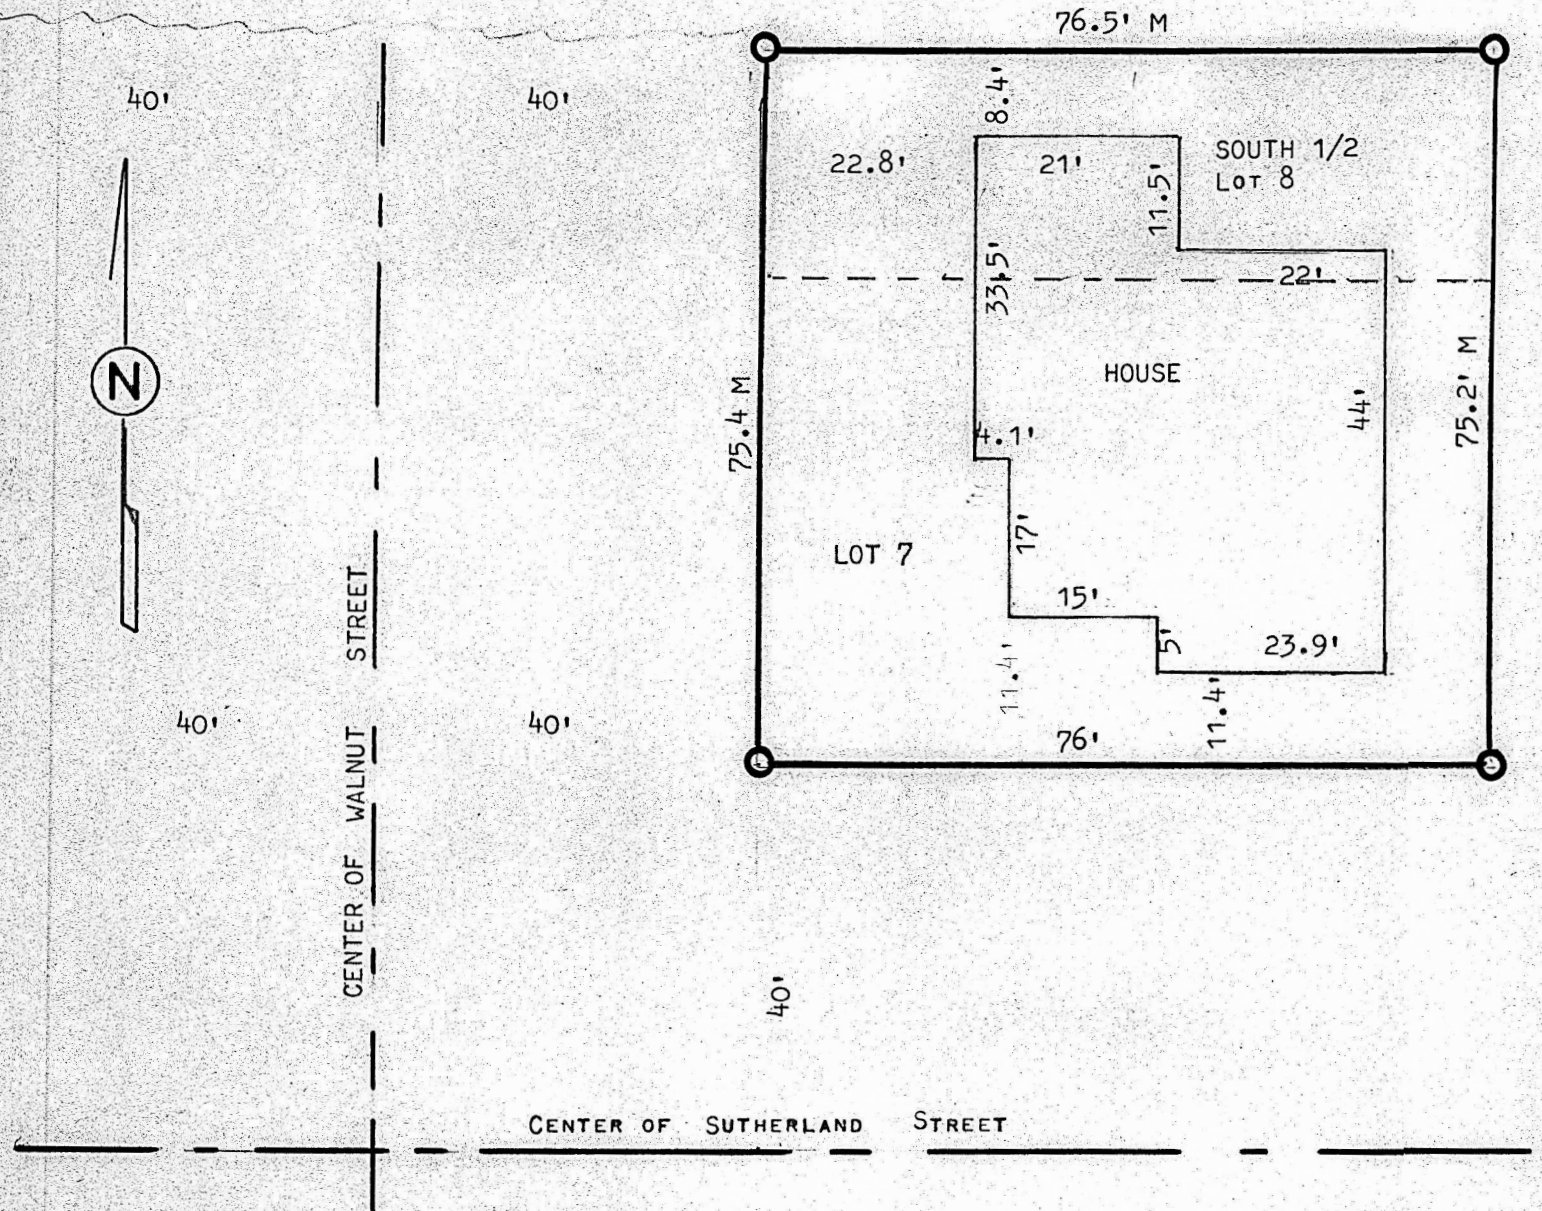 76.5' M
40'
40'
8.4'
22.8'
21'
11.5'
SOUTH 1/2
LOT 8
33.5'
22'
N
HOUSE
75.4 M
44'
75.2' M
4.1'
17'
LOT 7
15'
5'
23.9'
11.4'
11.4'
40'
40'
76'
CENTER OF WALNUT STREET
40'
CENTER OF SUTHERLAND STREET